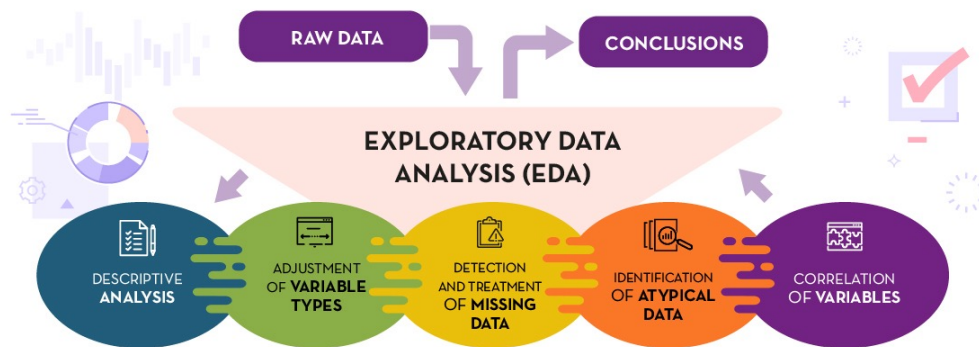 RAW DATA
CONCLUSIONS
EXPLORATORY DATA
ANALYSIS (EDA)
DESCRIPTIVE
ANALYSIS
ADJUSTMENT
OF VARIABLE
TYPES
DETECTION
AND TREATMENT
OF MISSING
DATA
IDENTIFICATION
OF ATYPICAL
DATA
CORRELATION
OF VARIABLES